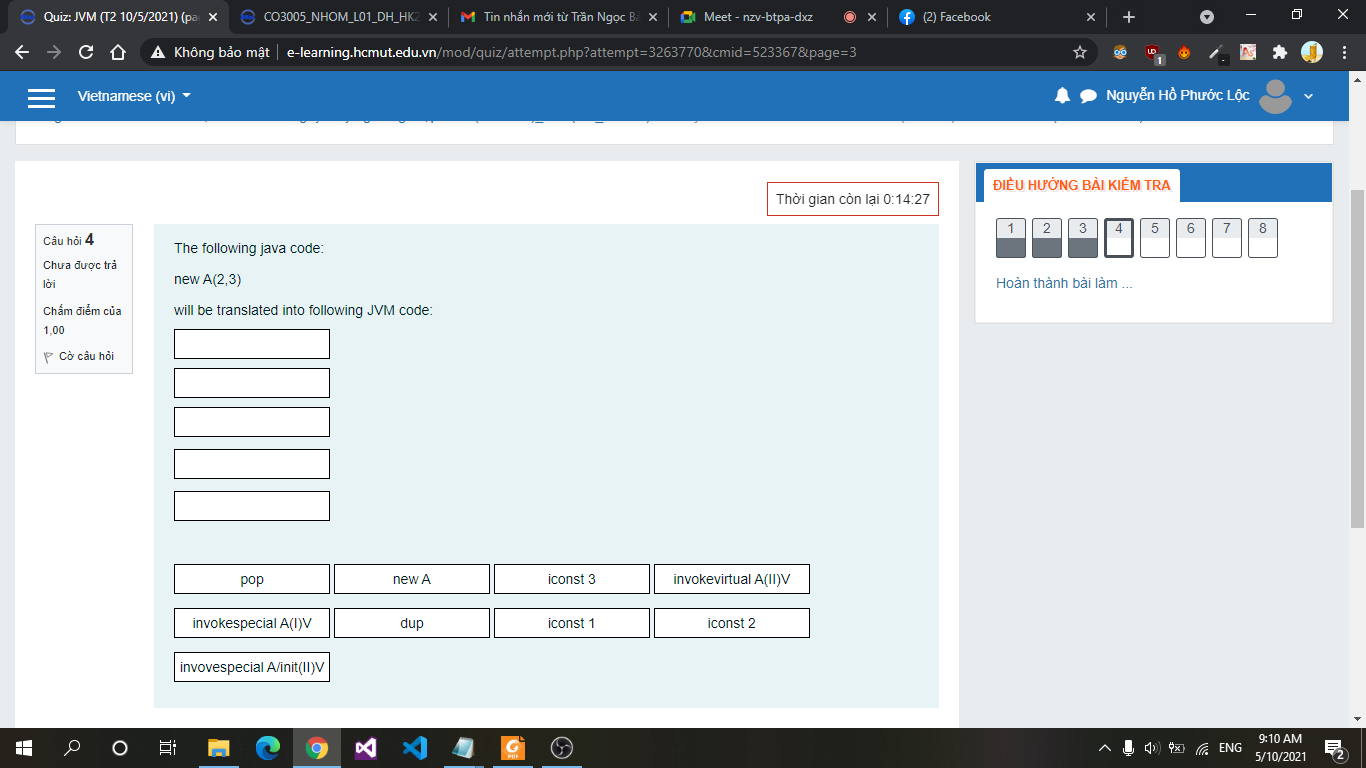 Quiz: JVM (T2 10/5/2021) (pa
CO3005_NHOM_L01_DH_HK2
Tin nhắn mới từ Trần Ngọc Bả
Meet - nzv-btpa-dxz
(2) Facebook
Không bảo mật
e-learning.hcmut.edu.vn/mod/quiz/attempt.php?attempt=3263770&cmid=523367&page=3
Vietnamese (vi)
Nguyễn Hồ Phước Lộc
Thời gian còn lại 0:14:27
Câu hỏi 4
Chưa được trả
lời
Chấm điểm của
1,00
Cờ câu hỏi
The following java code:
new A(2,3)
will be translated into following JVM code:
pop
new A
iconst 3
invokevirtual A(II)V
invokespecial A(I)V
dup
iconst 1
iconst 2
invovespecial A/init(II)V
ĐIỀU HƯỚNG BÀI KIỂM TRA
1 2 3 4 5 6 7 8
Hoàn thành bài làm ...
ENG
9:10 AM
5/10/2021
2